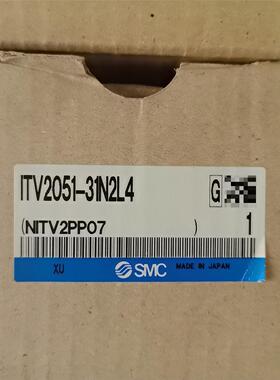 ITV2051-31N2L4
G
(NITV2PP07 ) 1
XU SMC MADE IN JAPAN